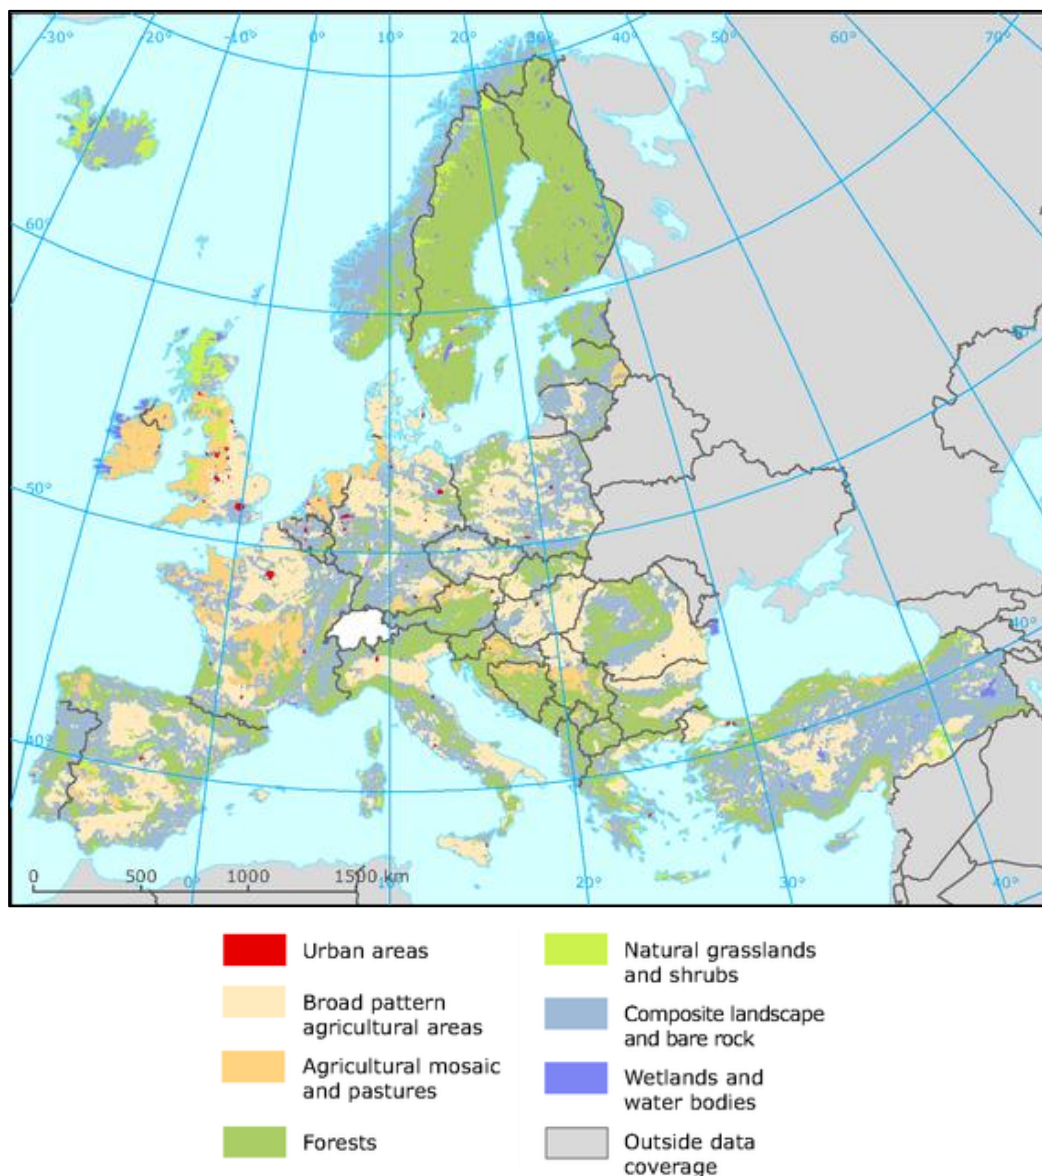 -30° -20° -10° 0° 10° 20° 30° 40° 50° 60° 70°
60°
50°
40°
40°
0 500 1000 1500 km
0° 10° 20° 30° 40°
Urban areas
Broad pattern
agricultural areas
Agricultural mosaic
and pastures
Forests
Natural grasslands
and shrubs
Composite landscape
and bare rock
Wetlands and
water bodies
Outside data
coverage